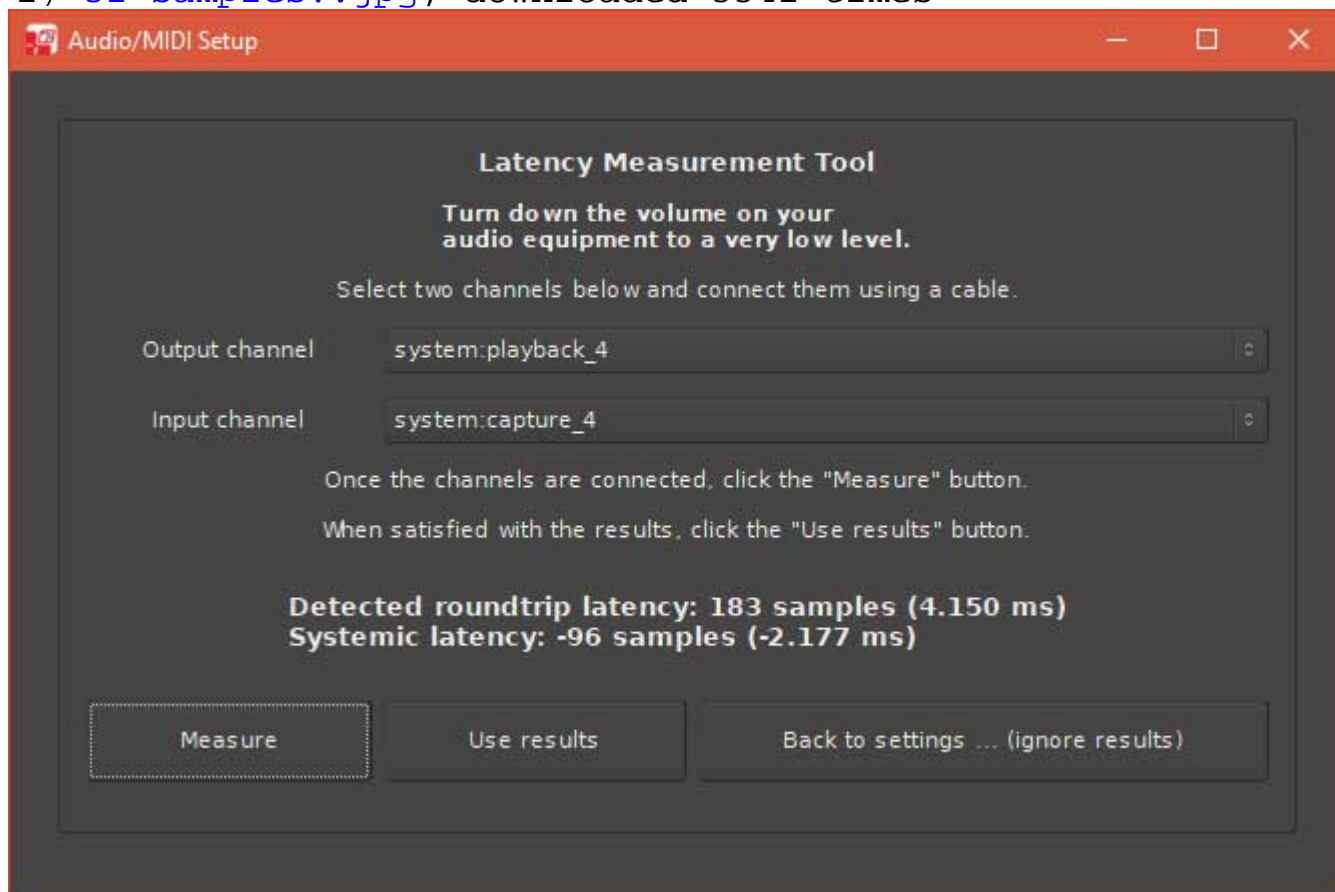 Audio/MIDI Setup
Latency Measurement Tool
Turn down the volume on your
audio equipment to a very low level.
Select two channels below and connect them using a cable.
Output channel system:playback_4
Input channel system:capture_4
Once the channels are connected, click the "Measure" button.
When satisfied with the results, click the "Use results" button.
Detected roundtrip latency: 183 samples (4.150 ms)
Systemic latency: -96 samples (-2.177 ms)
Measure Use results Back to settings ... (ignore results)